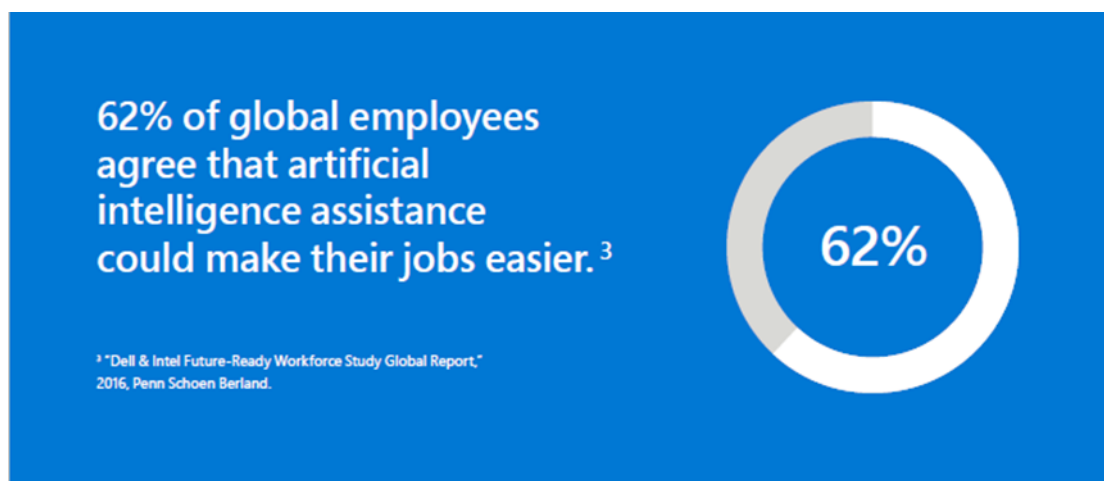 62% of global employees
agree that artificial
intelligence assistance
could make their jobs easier. ³
62%
³ "Dell & Intel Future-Ready Workforce Study Global Report,"
2016, Penn Schoen Berland.